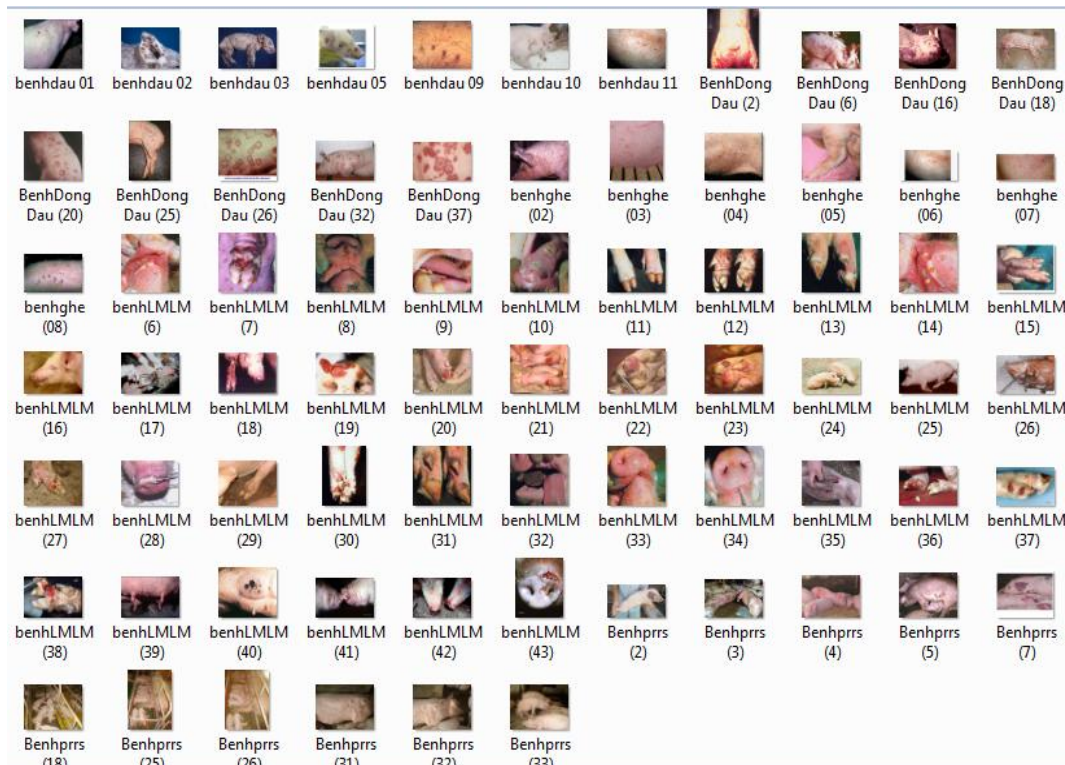 benhdau 01 benhdau 02 benhdau 03 benhdau 05 benhdau 09 benhdau 10 benhdau 11 BenhDong BenhDong BenhDong BenhDong
Dau (2) Dau (6) Dau (16) Dau (18)
BenhDong BenhDong BenhDong BenhDong BenhDong benhghe benhghe benhghe benhghe benhghe benhghe
Dau (20) Dau (25) Dau (26) Dau (32) Dau (37) (02) (03) (04) (05) (06) (07)
benhghe benhLMLM benhLMLM benhLMLM benhLMLM benhLMLM benhLMLM benhLMLM benhLMLM benhLMLM benhLMLM
(08) (6) (7) (8) (9) (10) (11) (12) (13) (14) (15)
benhLMLM benhLMLM benhLMLM benhLMLM benhLMLM benhLMLM benhLMLM benhLMLM benhLMLM benhLMLM benhLMLM
(16) (17) (18) (19) (20) (21) (22) (23) (24) (25) (26)
benhLMLM benhLMLM benhLMLM benhLMLM benhLMLM benhLMLM benhLMLM benhLMLM benhLMLM benhLMLM benhLMLM
(27) (28) (29) (30) (31) (32) (33) (34) (35) (36) (37)
benhLMLM benhLMLM benhLMLM benhLMLM benhLMLM benhLMLM Benhprrs Benhprrs Benhprrs Benhprrs Benhprrs
(38) (39) (40) (41) (42) (43) (2) (3) (4) (5) (7)
Benhprrs Benhprrs Benhprrs Benhprrs Benhprrs Benhprrs
(18) (25) (26) (31) (32) (33)